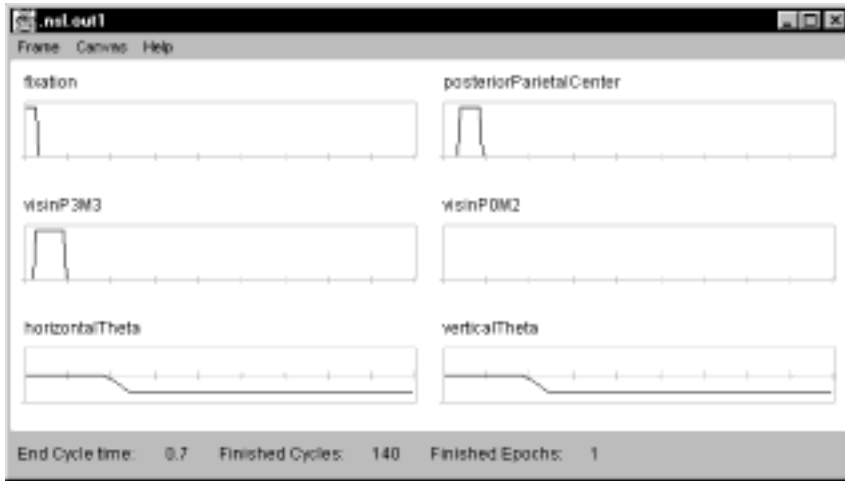 .nsl.out1
Frame Canvas Help
fixation
posteriorParietalCenter
visinP3M3
visinP0M2
horizontalTheta
verticalTheta
End Cycle time: 0.7 Finished Cycles: 140 Finished Epochs: 1